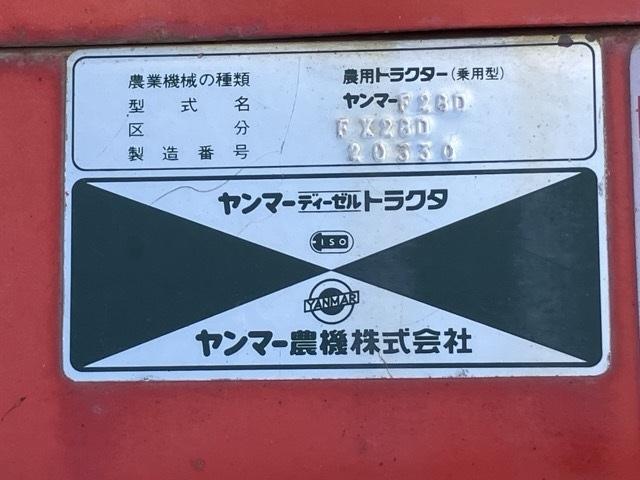 農業機械の種類 農用トラクター(乗用型)
型式名 ヤンマーF28D
区分 FX28D
製造番号 20330
ヤンマーディーゼルトラクタ
ISO
YANMAR
ヤンマー農機株式会社